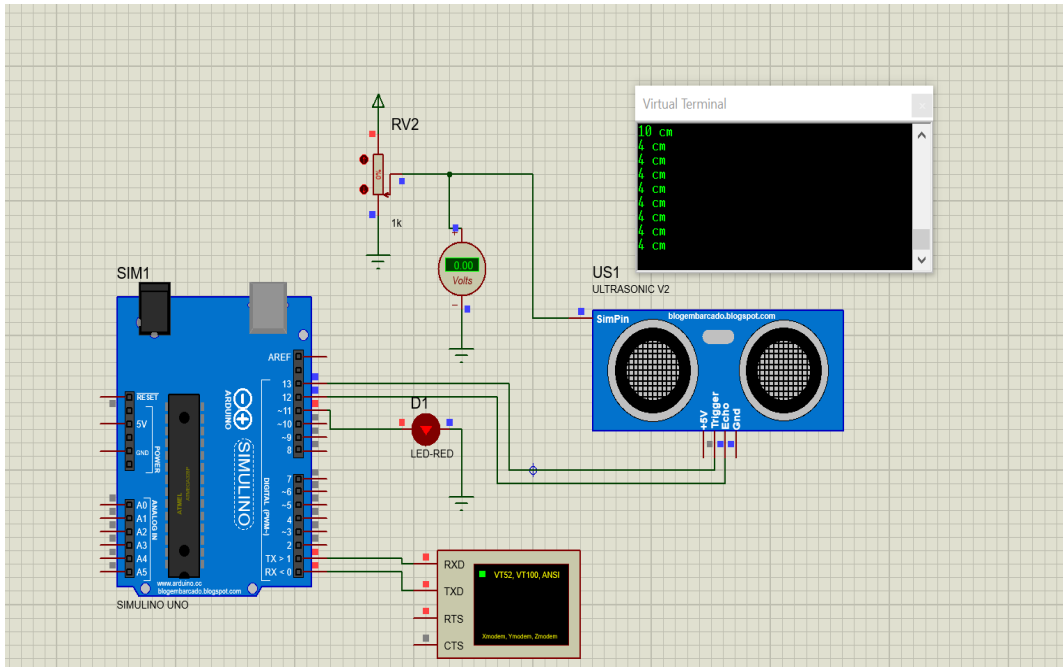 Virtual Terminal
10 cm
4 cm
4 cm
4 cm
4 cm
4 cm
4 cm
4 cm
4 cm
RV2
0%
1k
+
0.00
Volts
−
US1
ULTRASONIC V2
SimPin
blogembarcado.blogspot.com
+5V
Trigger
Echo
Gnd
SIM1
AREF
13
12
~11
~10
~9
8
7
~6
~5
4
~3
2
TX > 1
RX < 0
RESET
5V
GND
POWER
A0
A1
A2
A3
A4
A5
ANALOG IN
ATMEL
ARDUINO
SIMULINO
DIGITAL (PWM~)
www.arduino.cc
blogembarcado.blogspot.com
SIMULINO UNO
D1
LED-RED
RXD
TXD
RTS
CTS
VT52, VT100, ANSI
Xmodem, Ymodem, Zmodem